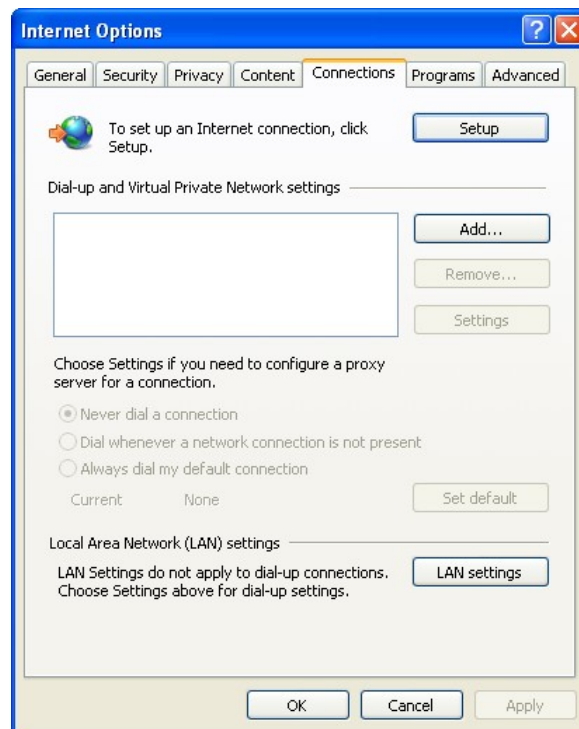 Internet Options
General Security Privacy Content Connections Programs Advanced
To set up an Internet connection, click
Setup.
Setup
Dial-up and Virtual Private Network settings
Add...
Remove...
Settings
Choose Settings if you need to configure a proxy
server for a connection.
Never dial a connection
Dial whenever a network connection is not present
Always dial my default connection
Current None
Set default
Local Area Network (LAN) settings
LAN Settings do not apply to dial-up connections.
Choose Settings above for dial-up settings.
LAN settings
OK Cancel Apply